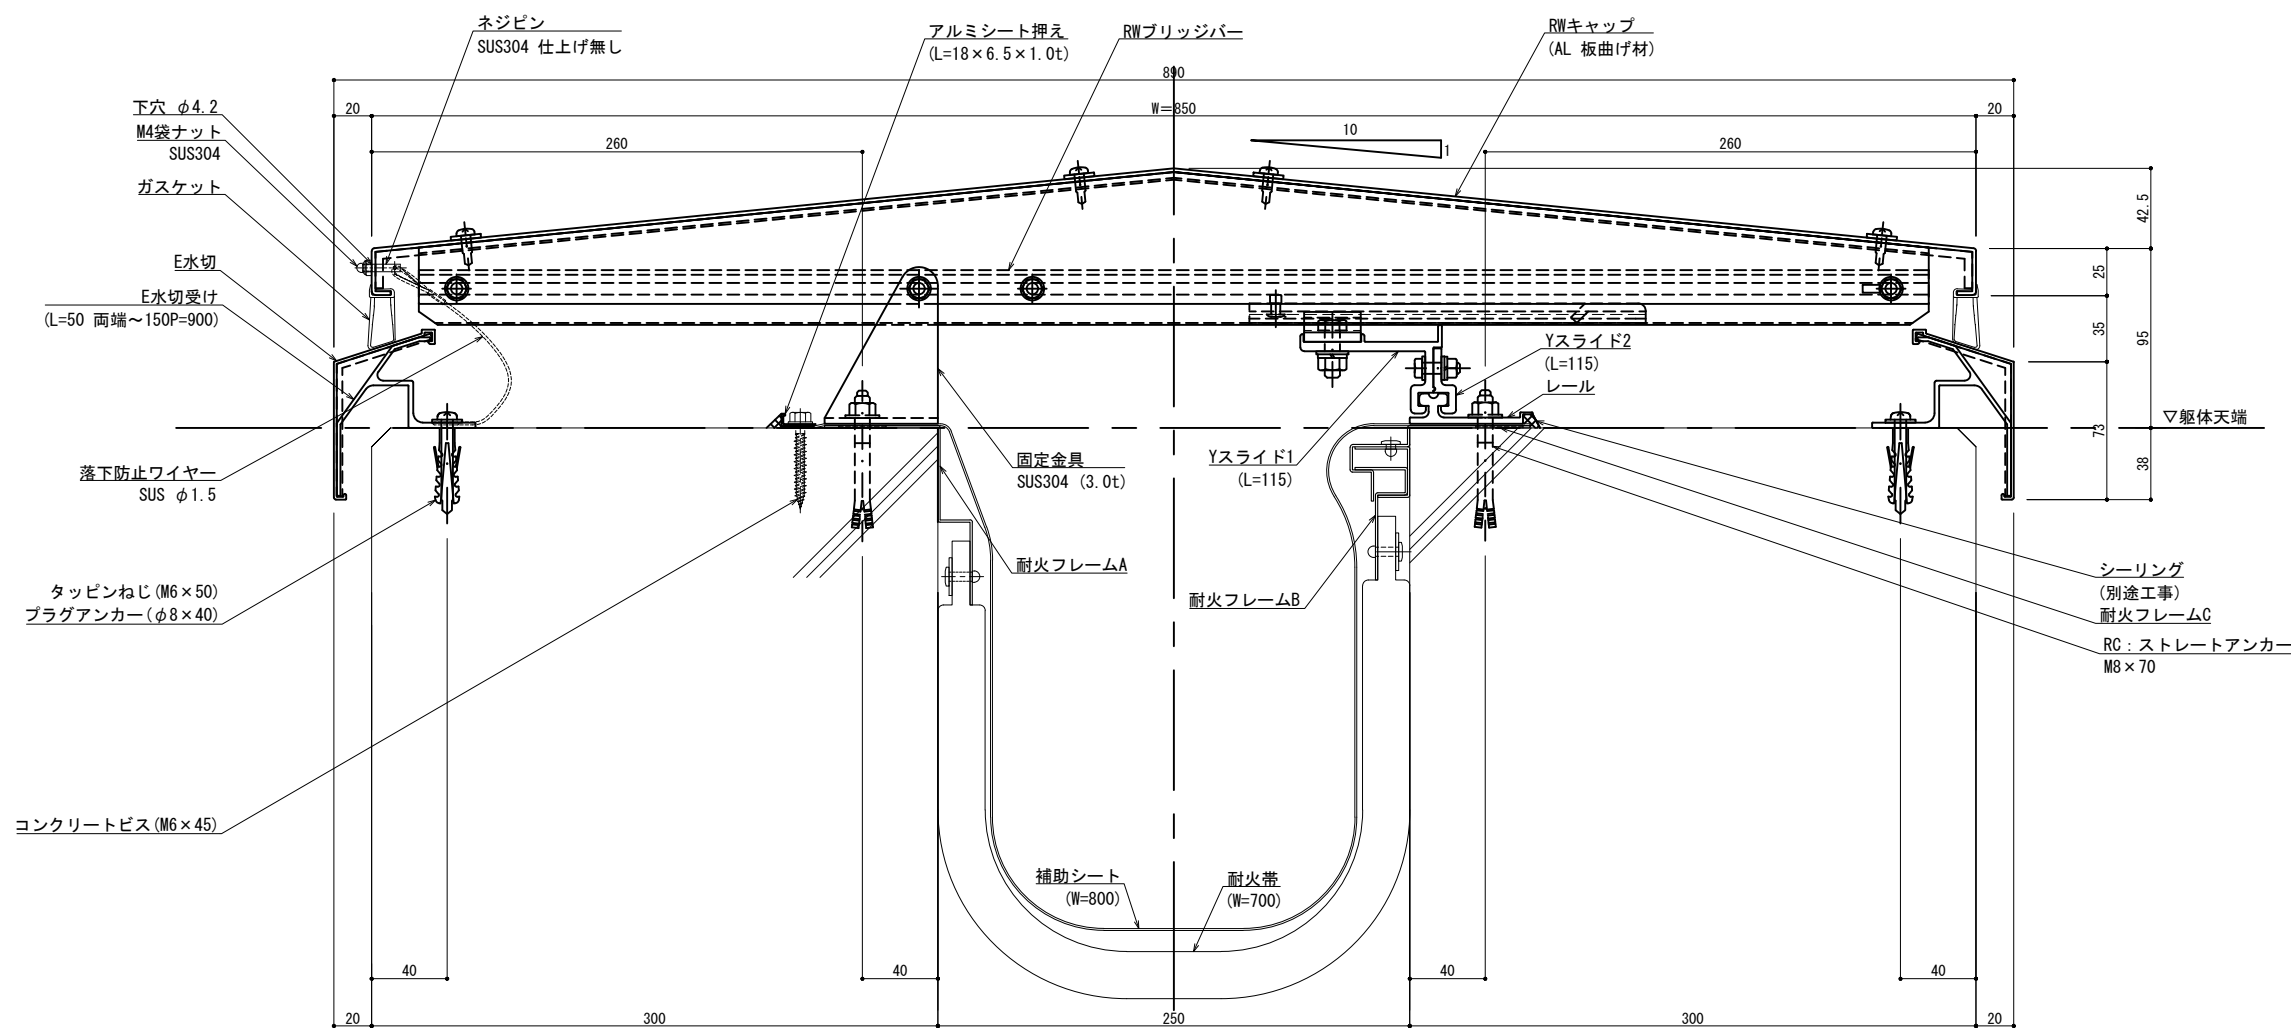 ネジピン
SUS304 仕上げ無し
アルミシート押え
(L=18×6.5×1.0t)
RWブリッジバー
RWキャップ
(AL 板曲げ材)
890
20
W=850
20
下穴 φ4.2
M4袋ナット
SUS304
260
10
1
260
ガスケット
42.5
E水切
25
E水切受け
(L=50 両端～150P=900)
35
95
Yスライド2
(L=115)
レール
▽躯体天端
落下防止ワイヤー
SUS φ1.5
固定金具
SUS304 (3.0t)
Yスライド1
(L=115)
73
38
耐火フレームA
タッピンねじ(M6×50)
プラグアンカー(φ8×40)
耐火フレームB
シーリング
(別途工事)
耐火フレームC
RC：ストレートアンカー
M8×70
コンクリートビス(M6×45)
補助シート
(W=800)
耐火帯
(W=700)
40
40
40
40
20
300
250
300
20